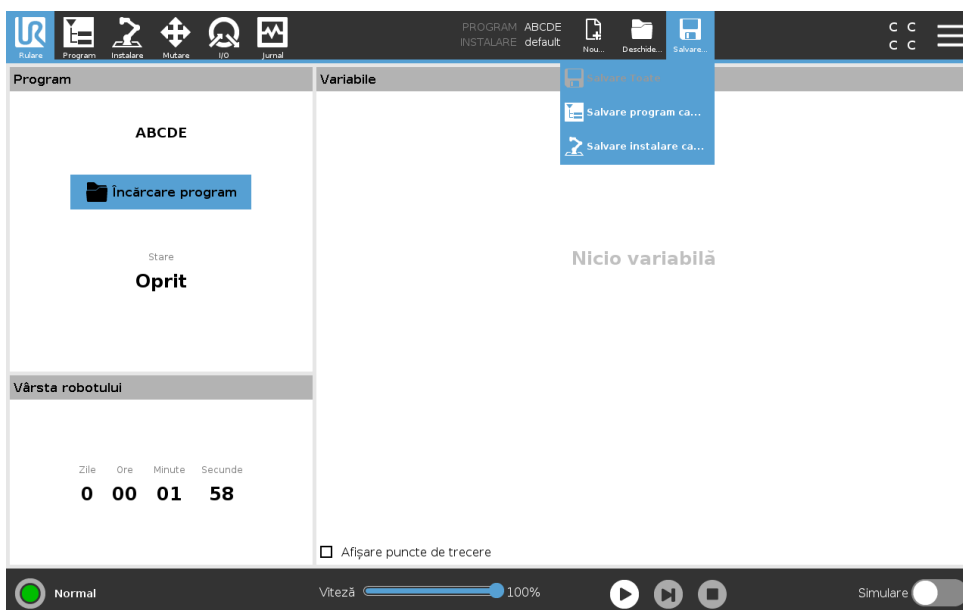 UR
Rulare
Program
Instalare
Mutare
I/O
Jurnal
PROGRAM ABCDE
INSTALARE default
Nou...
Deschide...
Salvare...
C C
C C
Salvare Toate
Salvare program ca...
Salvare instalare ca...
Program
ABCDE
Încărcare program
Stare
Oprit
Variabile
Nicio variabilă
Vârsta robotului
Zile Ore Minute Secunde
0 00 01 58
Afișare puncte de trecere
Normal
Viteză 100%
Simulare